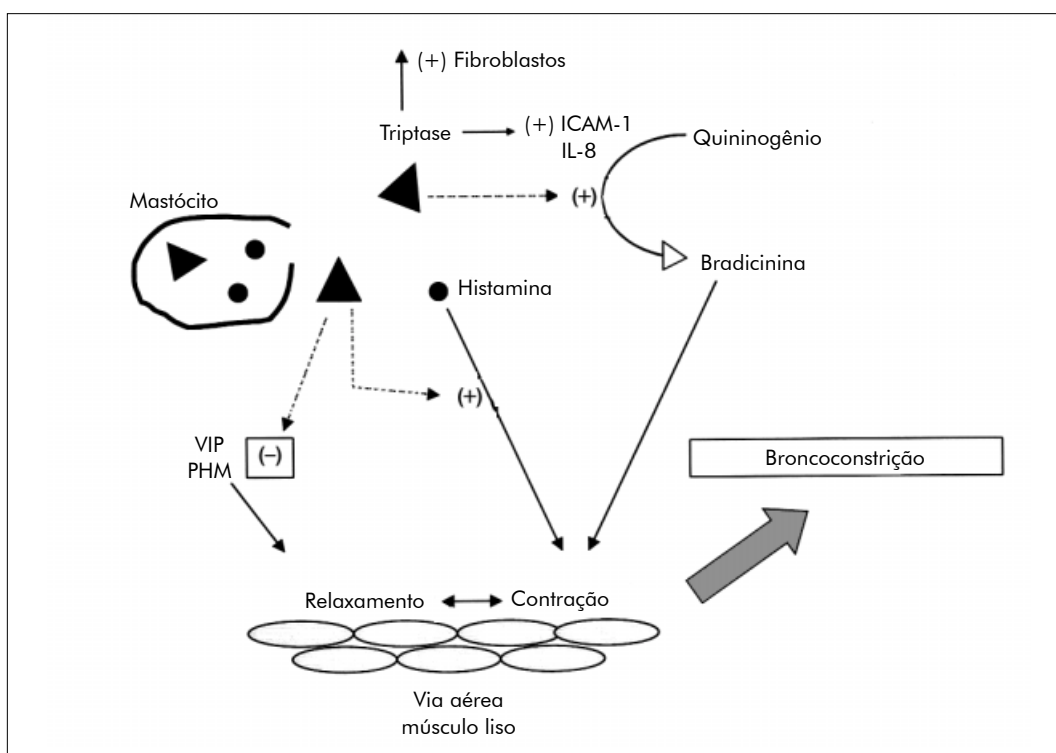 (+) Fibroblastos
Triptase
(+) ICAM-1
IL-8
Quininogênio
(+)
Mastócito
Bradicinina
Histamina
(+)
VIP
PHM
(–)
Broncoconstrição
Relaxamento
Contração
Via aérea
músculo liso